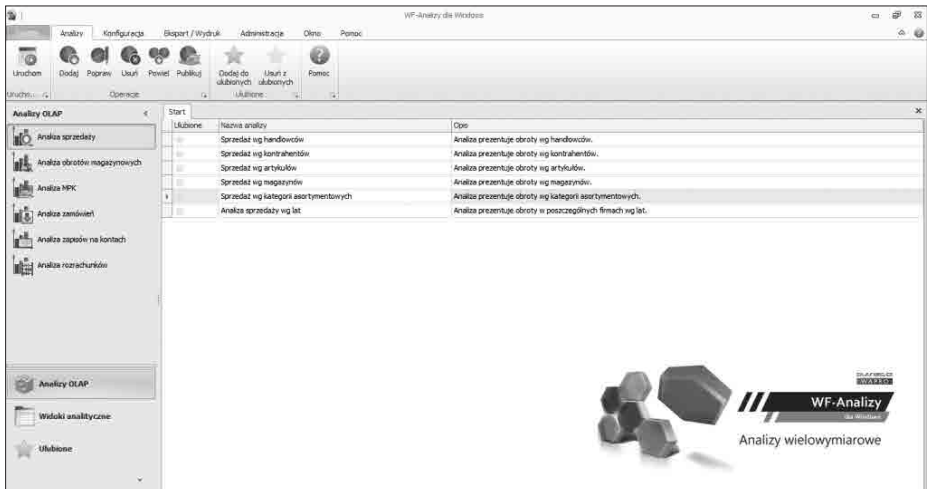 WF-Analizy dla Windows
Analizy Konfiguracja Eksport / Wydruk Administracja Okno Pomoc
Uruchom Dodaj Popraw Usuń Powiel Publikuj Dodaj do ulubionych Usuń z ulubionych Pomoc
Urucho... Operacje Ulubione
Analizy OLAP
Analiza sprzedaży
Analiza obrotów magazynowych
Analiza MPK
Analiza zamówień
Analiza zapisów na kontach
Analiza rozrachunków
Analizy OLAP
Widoki analityczne
Ulubione
Start
Ulubione Nazwa analizy Opis
Sprzedaż wg handlowców Analiza prezentuje obroty wg handlowców.
Sprzedaż wg kontrahentów Analiza prezentuje obroty wg kontrahentów.
Sprzedaż wg artykułów Analiza prezentuje obroty wg artykułów.
Sprzedaż wg magazynów Analiza prezentuje obroty wg magazynów.
Sprzedaż wg kategorii asortymentowych Analiza prezentuje obroty wg kategorii asortymentowych.
Analiza sprzedaży wg lat Analiza prezentuje obroty w poszczególnych firmach wg lat.
WAPRO
WF-Analizy
dla Windows
Analizy wielowymiarowe